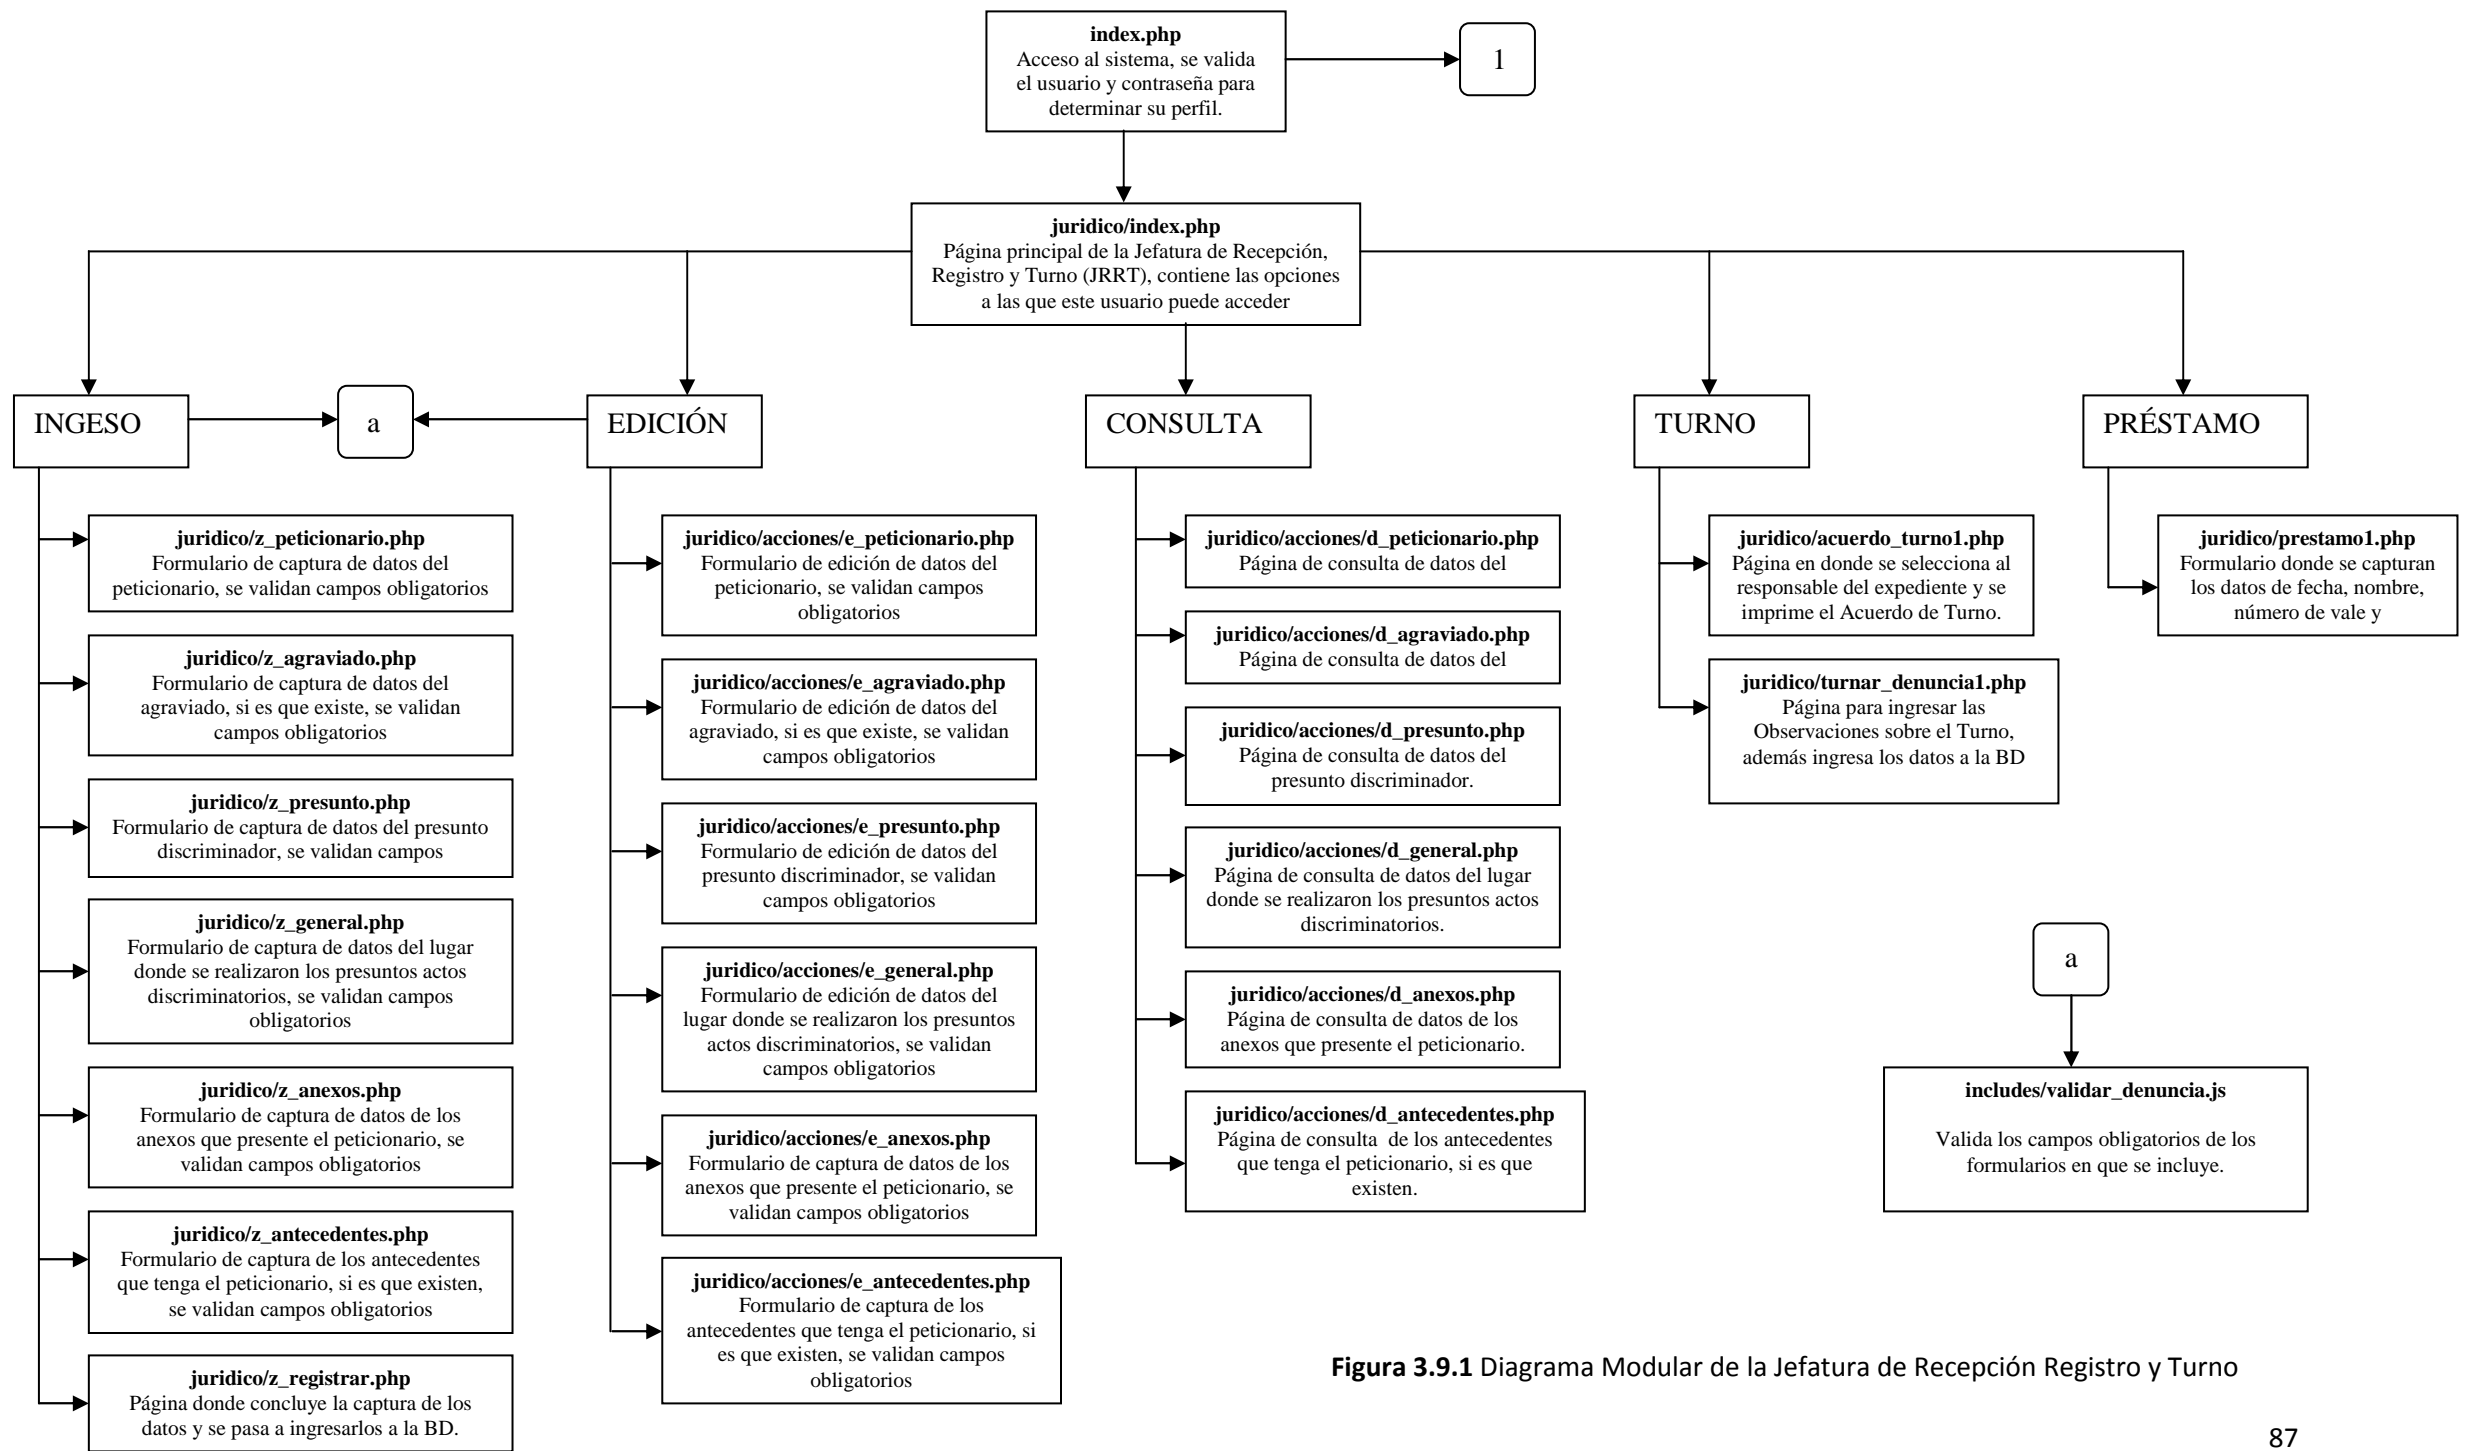 index.php
Acceso al sistema, se valida
el usuario y contraseña para
determinar su perfil.
1
juridico/index.php
Página principal de la Jefatura de Recepción,
Registro y Turno (JRRT), contiene las opciones
a las que este usuario puede acceder
INGESO
a
EDICIÓN
CONSULTA
TURNO
PRÉSTAMO
juridico/z_peticionario.php
Formulario de captura de datos del
peticionario, se validan campos obligatorios
juridico/z_agraviado.php
Formulario de captura de datos del
agraviado, si es que existe, se validan
campos obligatorios
juridico/z_presunto.php
Formulario de captura de datos del presunto
discriminador, se validan campos
juridico/z_general.php
Formulario de captura de datos del lugar
donde se realizaron los presuntos actos
discriminatorios, se validan campos
obligatorios
juridico/z_anexos.php
Formulario de captura de datos de los
anexos que presente el peticionario, se
validan campos obligatorios
juridico/z_antecedentes.php
Formulario de captura de los antecedentes
que tenga el peticionario, si es que existen,
se validan campos obligatorios
juridico/z_registrar.php
Página donde concluye la captura de los
datos y se pasa a ingresarlos a la BD.
juridico/acciones/e_peticionario.php
Formulario de edición de datos del
peticionario, se validan campos
obligatorios
juridico/acciones/e_agraviado.php
Formulario de edición de datos del
agraviado, si es que existe, se validan
campos obligatorios
juridico/acciones/e_presunto.php
Formulario de edición de datos del
presunto discriminador, se validan
campos obligatorios
juridico/acciones/e_general.php
Formulario de edición de datos del
lugar donde se realizaron los presuntos
actos discriminatorios, se validan
campos obligatorios
juridico/acciones/e_anexos.php
Formulario de captura de datos de los
anexos que presente el peticionario, se
validan campos obligatorios
juridico/acciones/e_antecedentes.php
Formulario de captura de los
antecedentes que tenga el peticionario, si
es que existen, se validan campos
obligatorios
juridico/acciones/d_peticionario.php
Página de consulta de datos del
juridico/acciones/d_agraviado.php
Página de consulta de datos del
juridico/acciones/d_presunto.php
Página de consulta de datos del
presunto discriminador.
juridico/acciones/d_general.php
Página de consulta de datos del lugar
donde se realizaron los presuntos actos
discriminatorios.
juridico/acciones/d_anexos.php
Página de consulta de datos de los
anexos que presente el peticionario.
juridico/acciones/d_antecedentes.php
Página de consulta  de los antecedentes
que tenga el peticionario, si es que
existen.
juridico/acuerdo_turno1.php
Página en donde se selecciona al
responsable del expediente y se
imprime el Acuerdo de Turno.
juridico/turnar_denuncia1.php
Página para ingresar las
Observaciones sobre el Turno,
además ingresa los datos a la BD
juridico/prestamo1.php
Formulario donde se capturan
los datos de fecha, nombre,
número de vale y
a
includes/validar_denuncia.js
Valida los campos obligatorios de los
formularios en que se incluye.
Figura 3.9.1 Diagrama Modular de la Jefatura de Recepción Registro y Turno
87